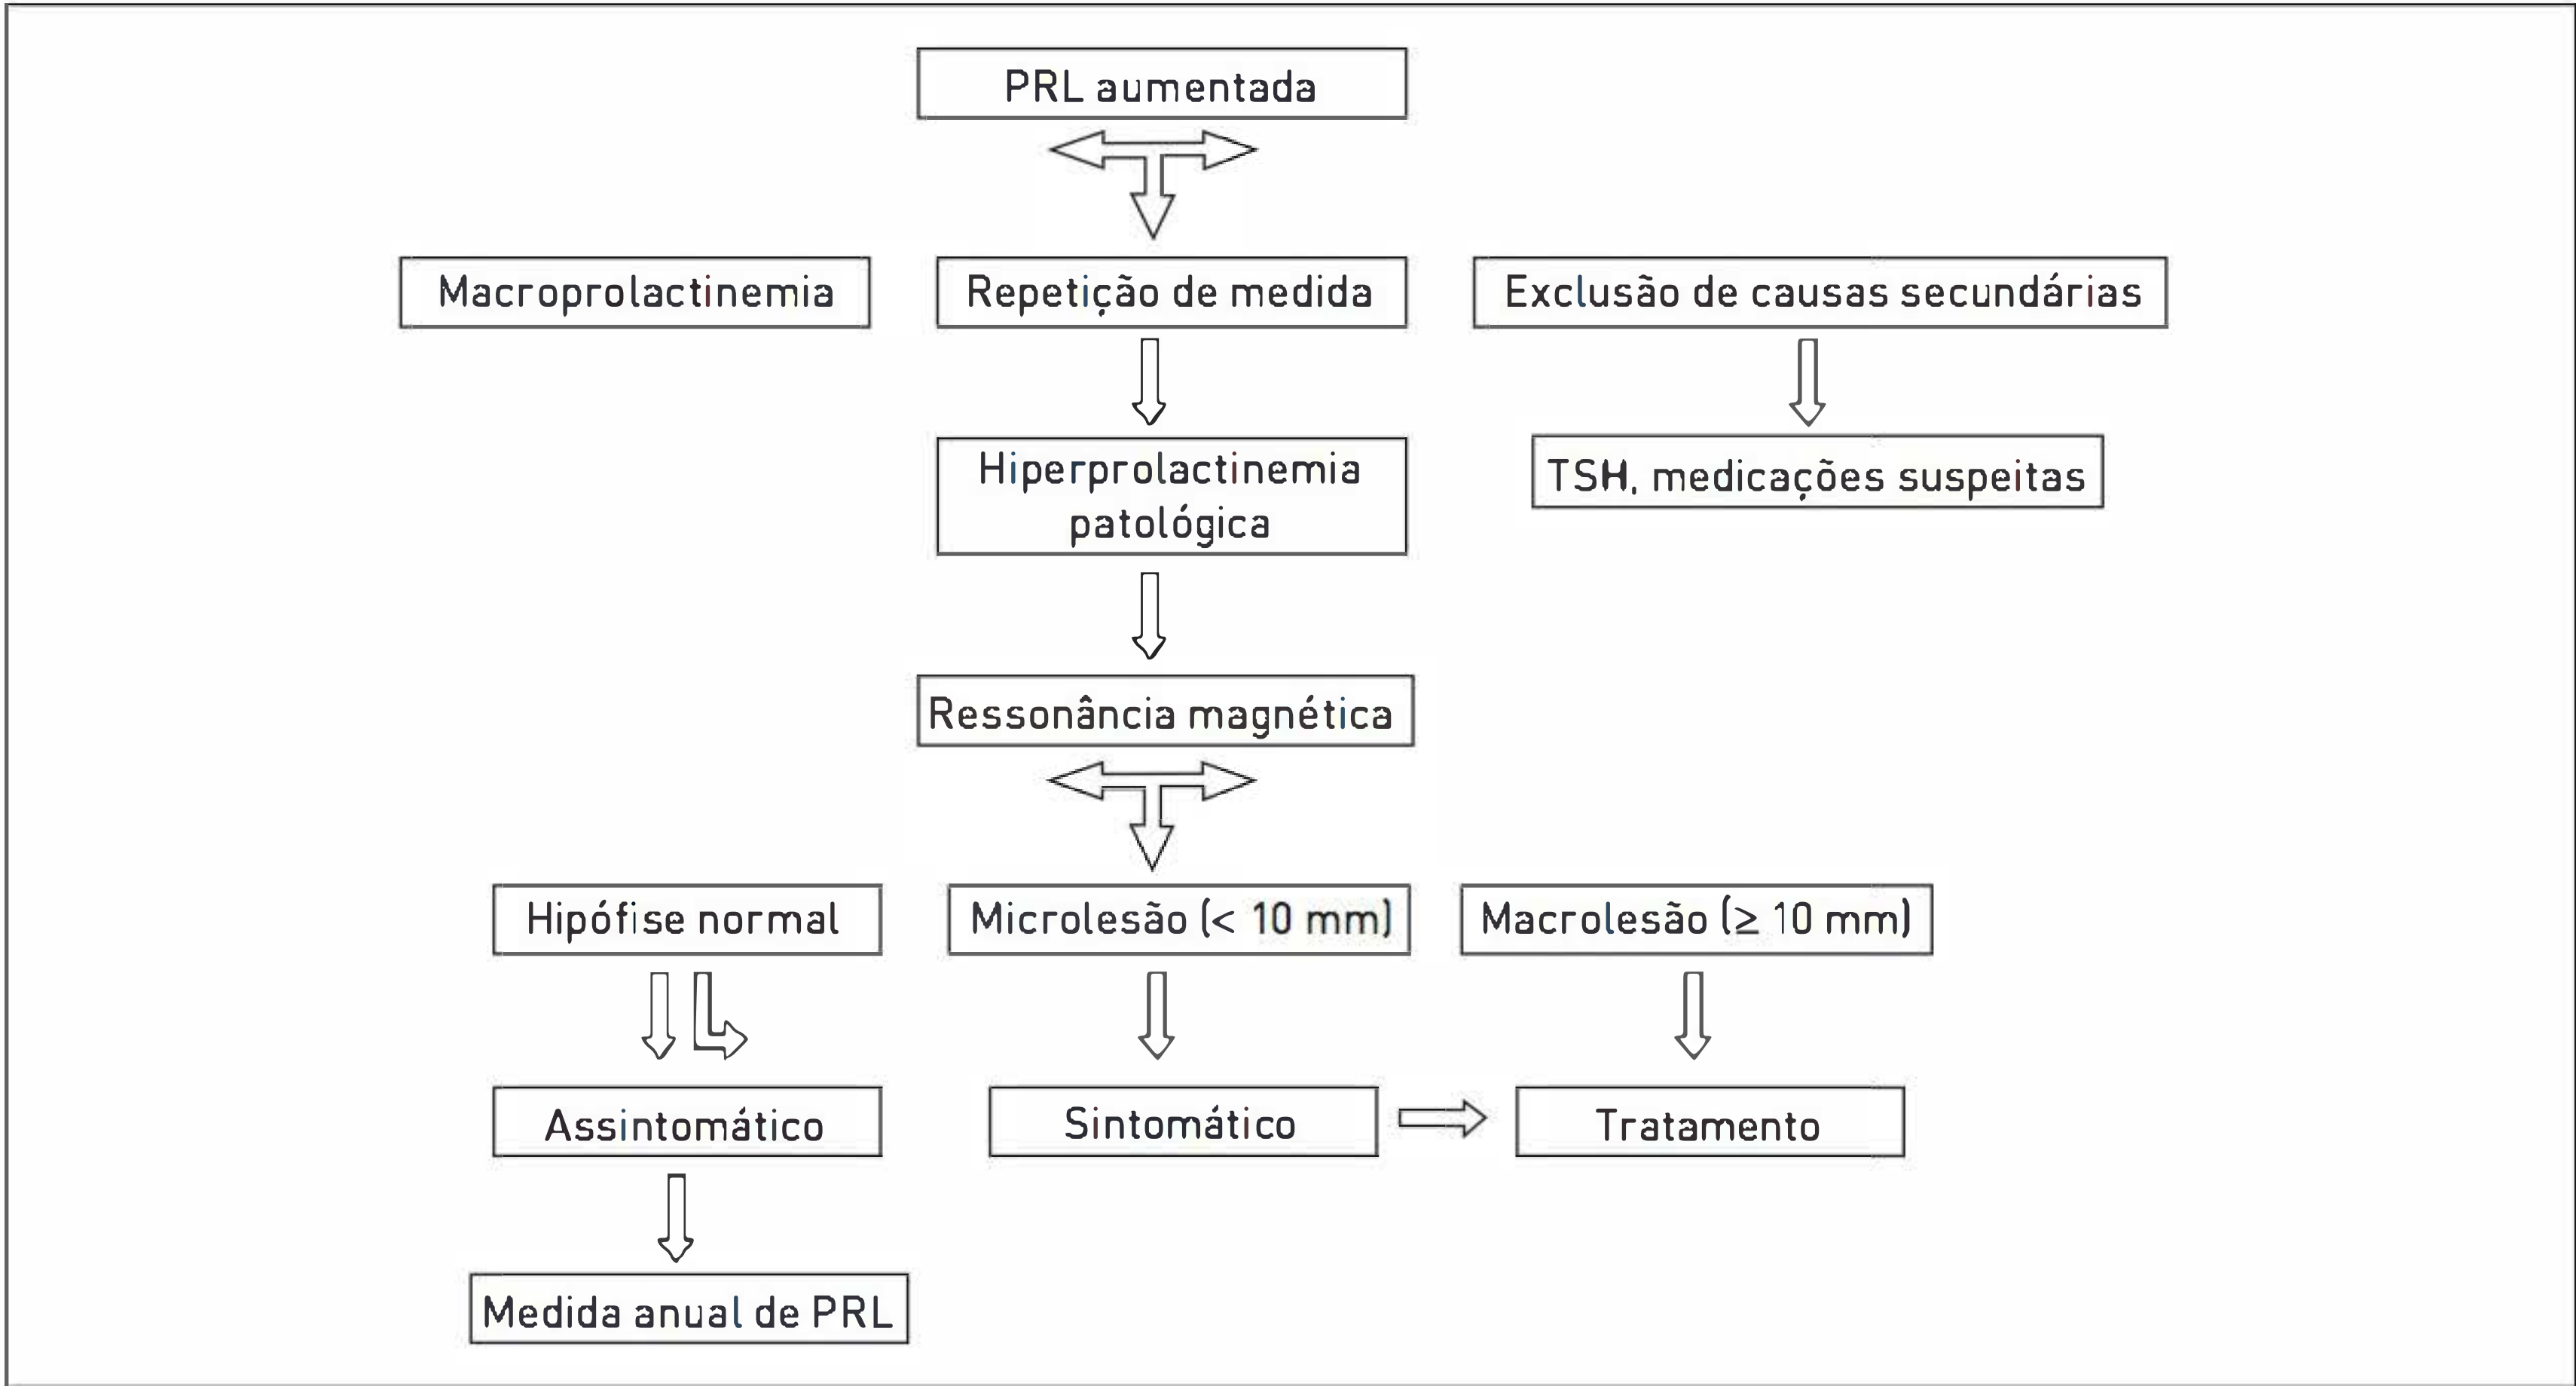 PRL aumentada
Macroprolactinemia
Repetição de medida
Exclusão de causas secundárias
Hiperprolactinemia
patológica
TSH, medicações suspeitas
Ressonância magnética
Hipófise normal
Microlesão (< 10 mm)
Macrolesão (≥ 10 mm)
Assintomático
Sintomático
Tratamento
Medida anual de PRL